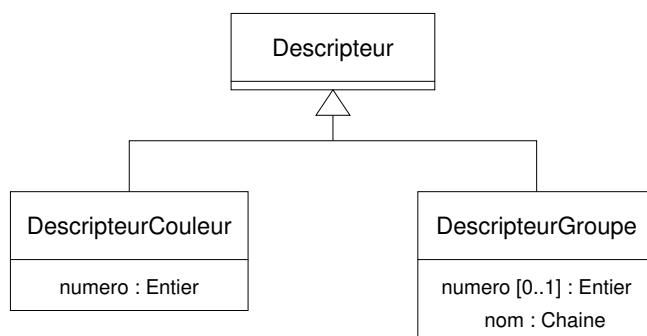 Descripteur
DescripteurCouleur
numero : Entier
DescripteurGroupe
numero [0..1] : Entier
nom : Chaine